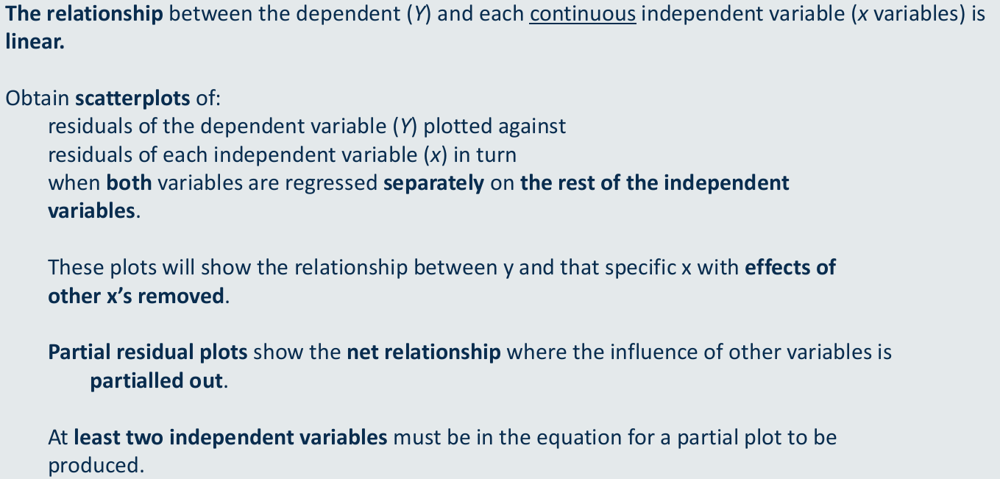 The relationship between the dependent (Y) and each continuous independent variable (x variables) is
linear.
Obtain scatterplots of:
residuals of the dependent variable (Y) plotted against
residuals of each independent variable (x) in turn
when both variables are regressed separately on the rest of the independent
variables.
These plots will show the relationship between y and that specific x with effects of
other x’s removed.
Partial residual plots show the net relationship where the influence of other variables is
partialled out.
At least two independent variables must be in the equation for a partial plot to be
produced.